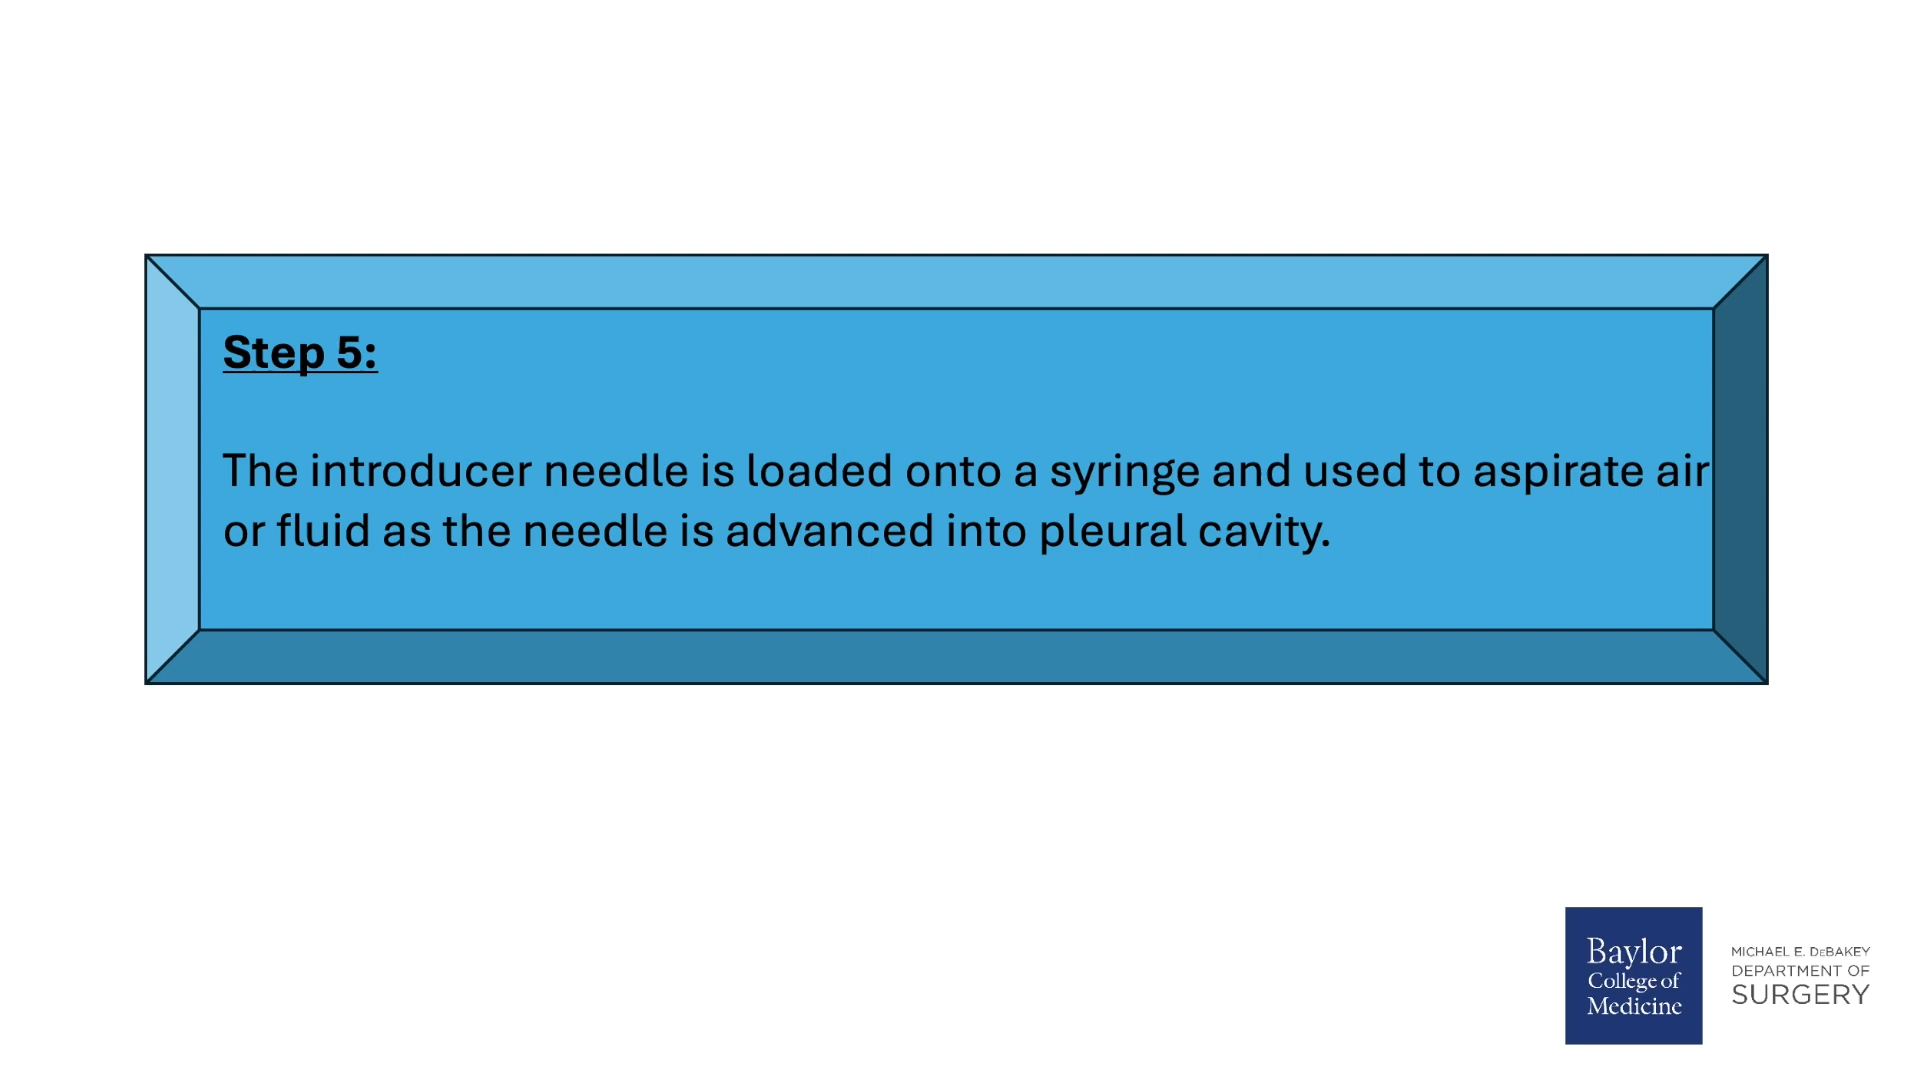 Step 5:
The introducer needle is loaded onto a syringe and used to aspirate air
or fluid as the needle is advanced into pleural cavity.
Baylor
College of
Medicine
MICHAEL E. DEBAKEY
DEPARTMENT OF
SURGERY